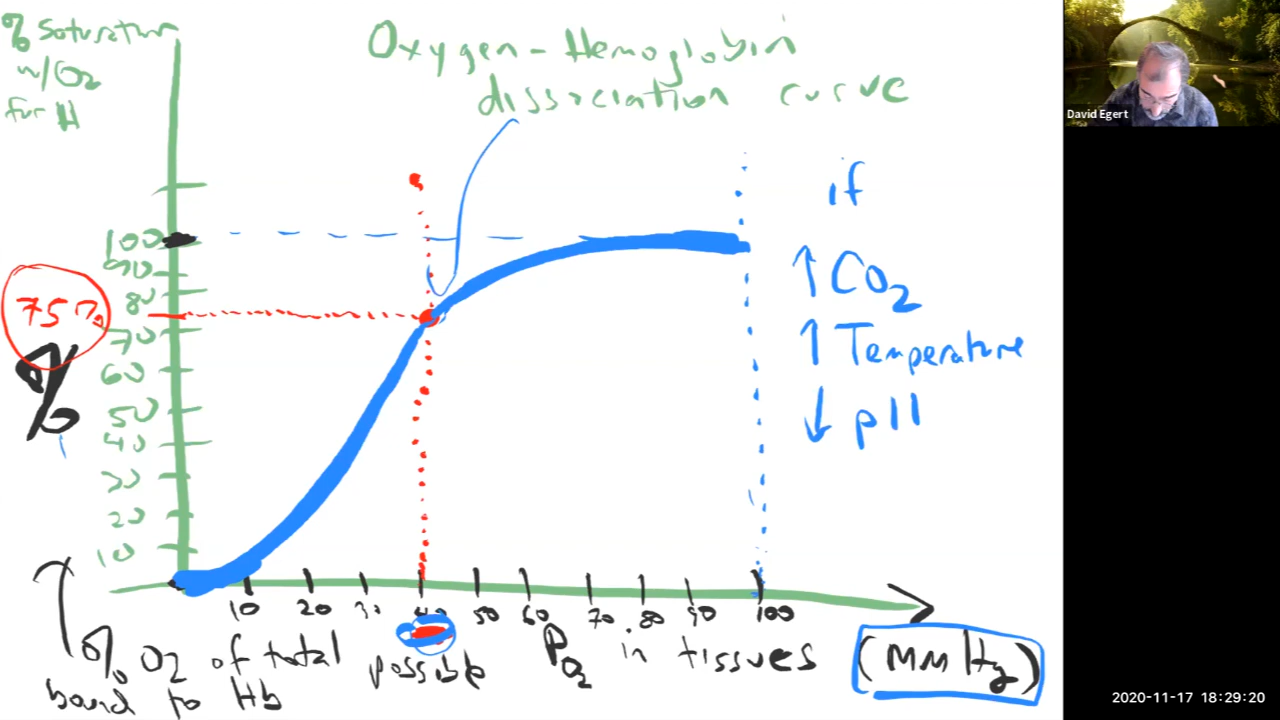 % Saturation
w/O2
for H
Oxygen-Hemoglobin
dissociation curve
David Egert
if
↑ CO2
↑ Temperature
↓ pH
100
90
80
75%
70
%
60
50
40
30
20
10
10 20 30 40 50 60 70 80 90 100
% O2 of total possible
bound to Hb
PO2 in tissues (mmHg)
2020-11-17 18:29:20